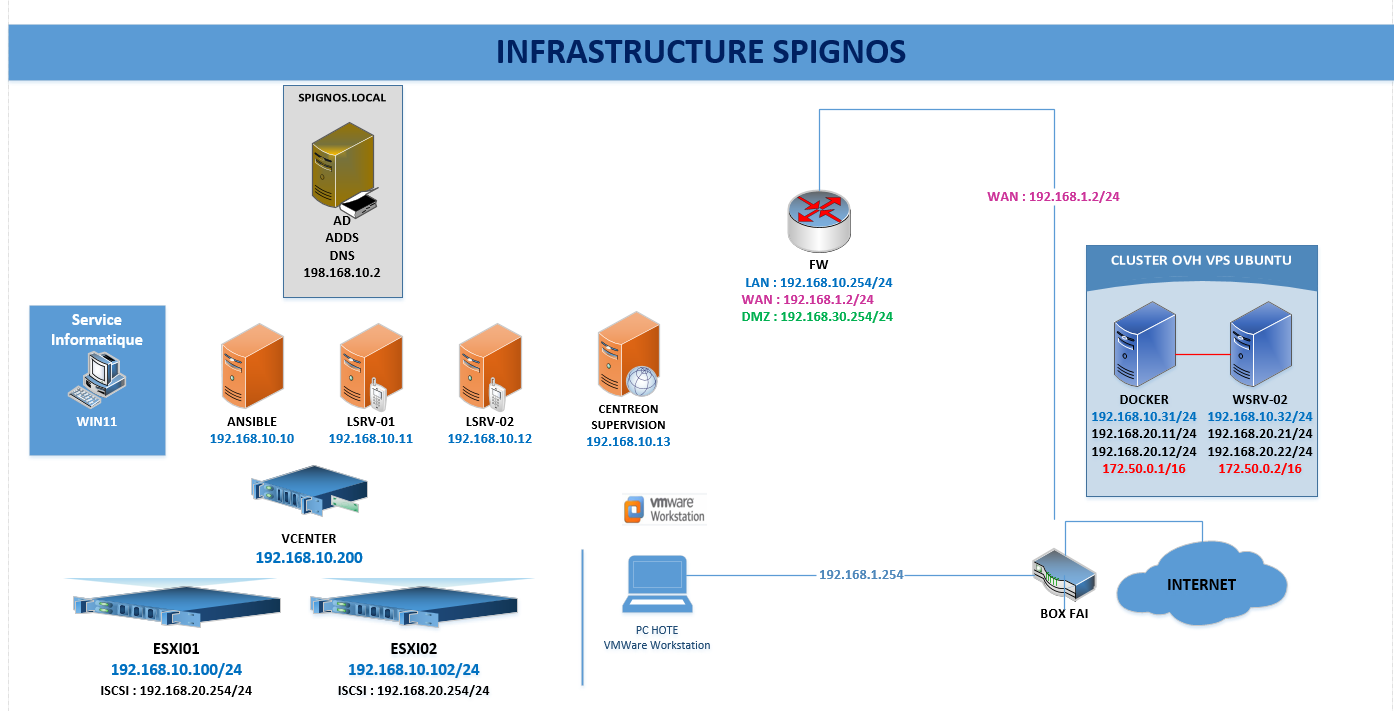 INFRASTRUCTURE SPIGNOS
SPIGNOS.LOCAL
AD
ADDS
DNS
198.168.10.2
FW
LAN : 192.168.10.254/24
WAN : 192.168.1.2/24
DMZ : 192.168.30.254/24
WAN : 192.168.1.2/24
CLUSTER OVH VPS UBUNTU
DOCKER
192.168.10.31/24
192.168.20.11/24
192.168.20.12/24
172.50.0.1/16
WSRV-02
192.168.10.32/24
192.168.20.21/24
192.168.20.22/24
172.50.0.2/16
Service
Informatique
WIN11
ANSIBLE
192.168.10.10
LSRV-01
192.168.10.11
LSRV-02
192.168.10.12
CENTREON
SUPERVISION
192.168.10.13
VCENTER
192.168.10.200
ESXI01
192.168.10.100/24
ISCSI : 192.168.20.254/24
ESXI02
192.168.10.102/24
ISCSI : 192.168.20.254/24
vmware
Workstation
PC HOTE
VMWare Workstation
192.168.1.254
BOX FAI
INTERNET